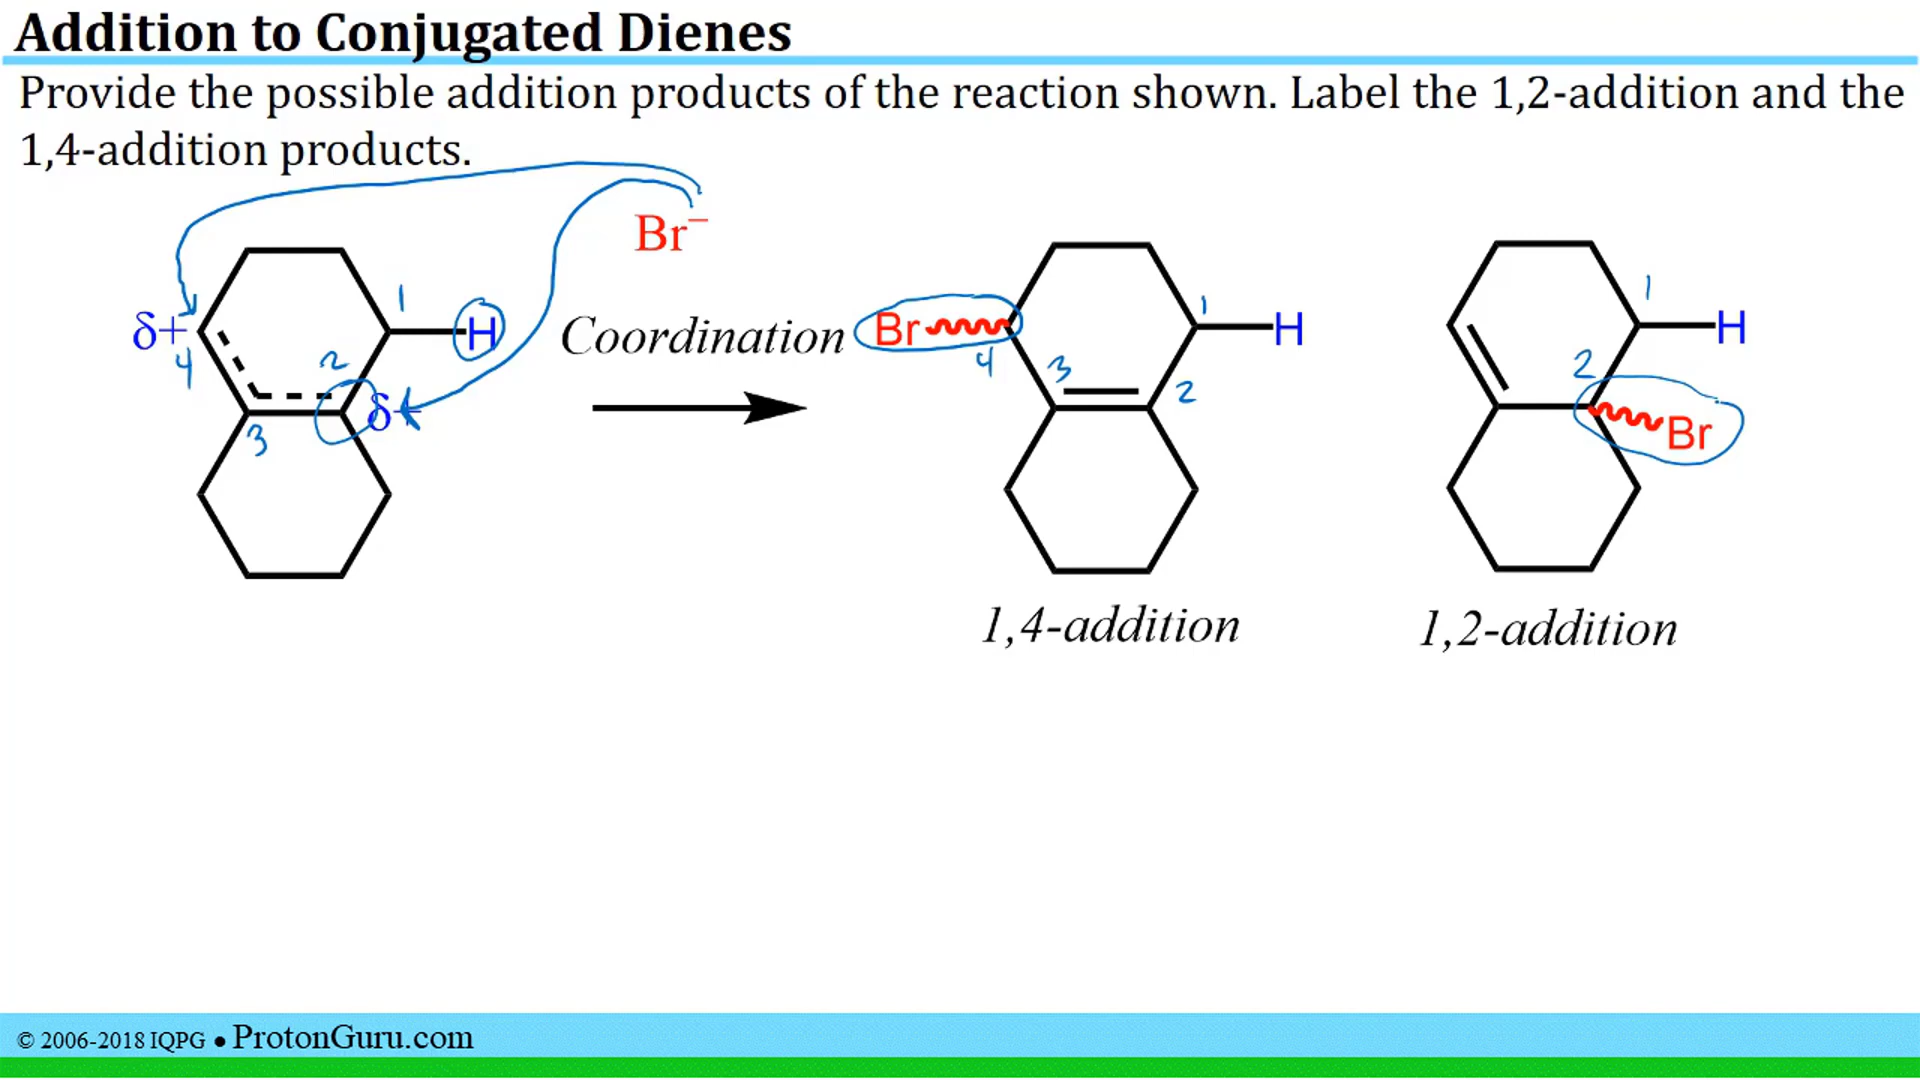 Addition to Conjugated Dienes
Provide the possible addition products of the reaction shown. Label the 1,2-addition and the
1,4-addition products.
Br⁻
δ+ 4 3 2 1 H δ+
Coordination
Br 4 3 2 1 H
1,4-addition
1 2 H Br
1,2-addition
© 2006-2018 IQPG ● ProtonGuru.com